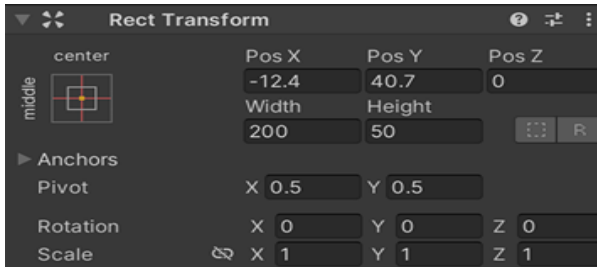 Rect Transform
center
middle
Pos X Pos Y Pos Z
-12.4 40.7 0
Width Height
200 50
R
Anchors
Pivot X 0.5 Y 0.5
Rotation X 0 Y 0 Z 0
Scale X 1 Y 1 Z 1